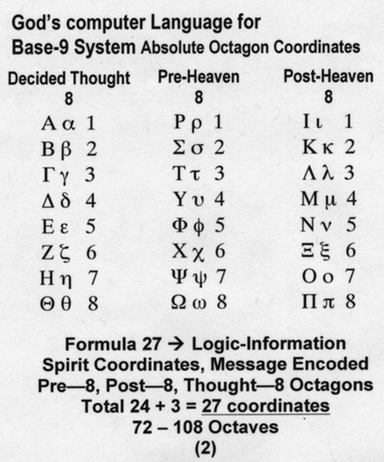 God's computer Language for
Base-9 System Absolute Octagon Coordinates
Decided Thought Pre-Heaven Post-Heaven
8 8 8
Α α 1 Ρ ρ 1 Ι ι 1
Β β 2 Σ σ 2 Κ κ 2
Γ γ 3 Τ τ 3 Λ λ 3
Δ δ 4 Υ υ 4 Μ μ 4
Ε ε 5 Φ ϕ 5 Ν ν 5
Ζ ζ 6 Χ χ 6 Ξ ξ 6
Η η 7 Ψ ψ 7 Ο ο 7
Θ θ 8 Ω ω 8 Π π 8
Formula 27 → Logic-Information
Spirit Coordinates, Message Encoded
Pre—8, Post—8, Thought—8 Octagons
Total 24 + 3 = 27 coordinates
72 – 108 Octaves
(2)